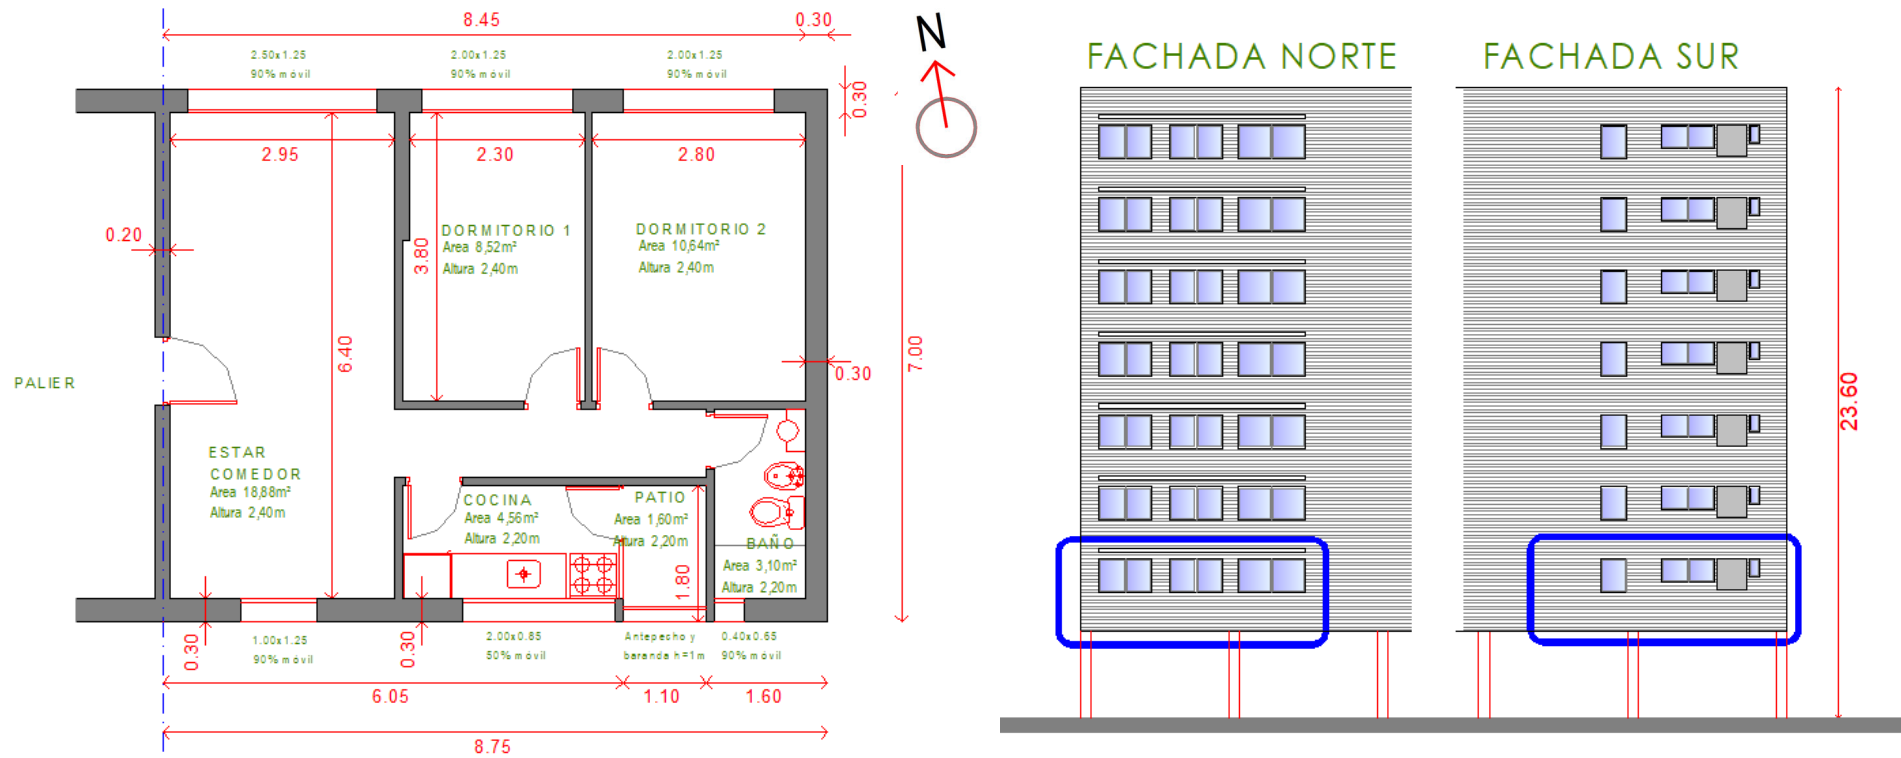 8.45
0.30
N
2.50x1.25
90% móvil
2.00x1.25
90% móvil
2.00x1.25
90% móvil
0.30
2.95
2.30
2.80
0.20
DORMITORIO 1
Area 8,52m²
Altura 2,40m
DORMITORIO 2
Area 10,64m²
Altura 2,40m
3.80
6.40
7.00
0.30
PALIER
ESTAR
COMEDOR
Area 18,88m²
Altura 2,40m
COCINA
Area 4,56m²
Altura 2,20m
PATIO
Area 1,60m²
Altura 2,20m
BAÑO
Area 3,10m²
Altura 2,20m
1.80
0.30
0.30
1.00x1.25
90% móvil
2.00x0.85
50% móvil
Antepecho y
baranda h=1m
0.40x0.65
90% móvil
6.05
1.10
1.60
8.75
FACHADA NORTE
FACHADA SUR
23.60